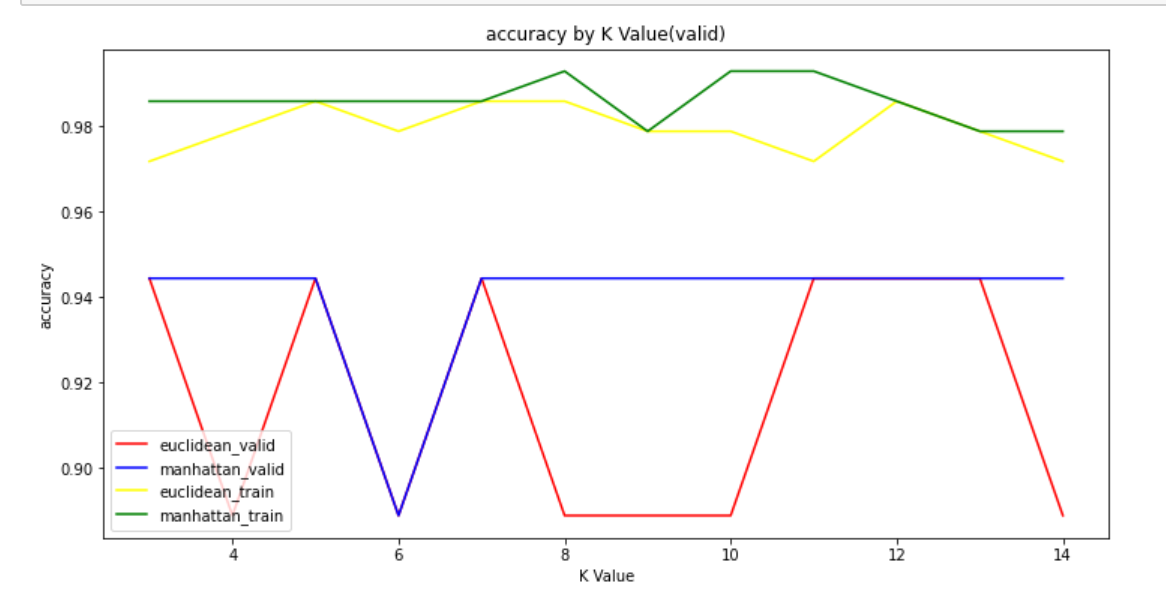 accuracy by K Value(valid)
accuracy
0.98
0.96
0.94
0.92
0.90
euclidean_valid
manhattan_valid
euclidean_train
manhattan_train
4 6 8 10 12 14
K Value